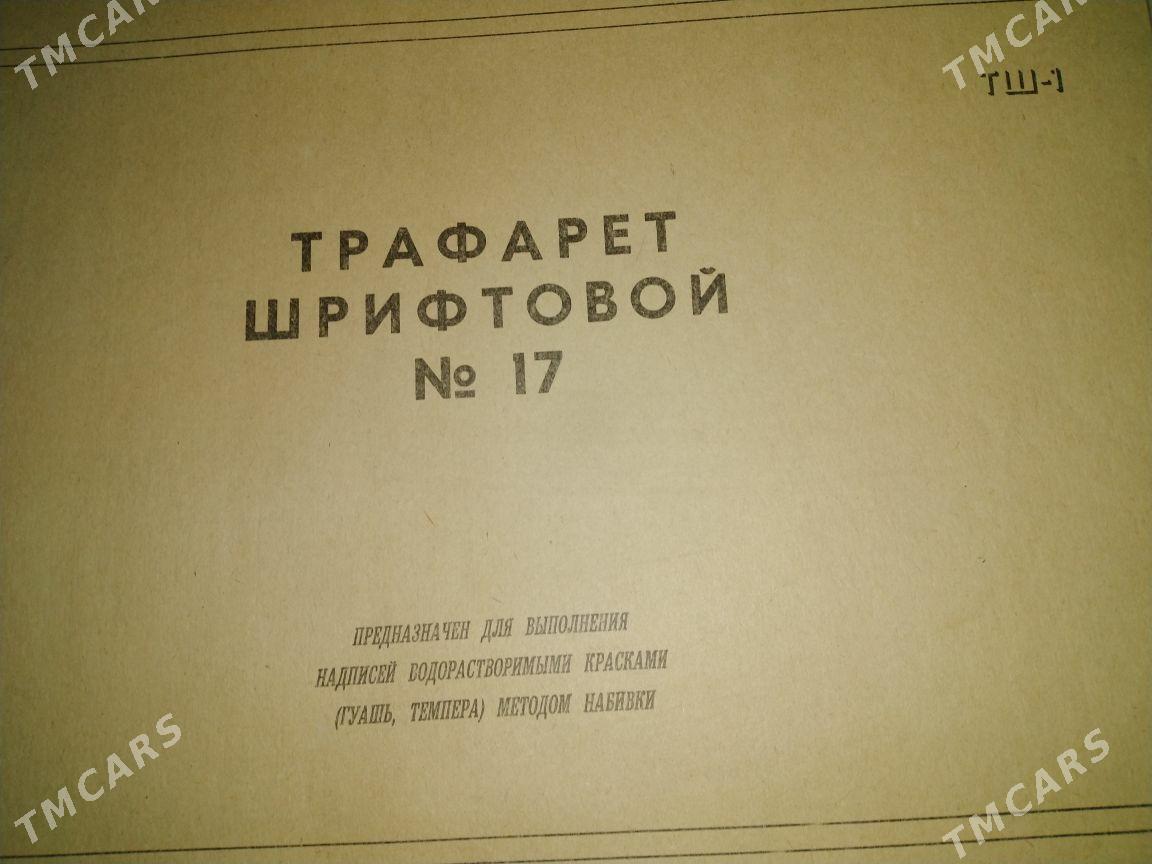 TMCARS TMCARS
ТШ-1
ТРАФАРЕТ
ШРИФТОВОЙ
№ 17
ПРЕДНАЗНАЧЕН ДЛЯ ВЫПОЛНЕНИЯ
НАДПИСЕЙ ВОДОРАСТВОРИМЫМИ КРАСКАМИ
(ГУАШЬ, ТЕМПЕРА) МЕТОДОМ НАБИВКИ
TMCARS TMCARS